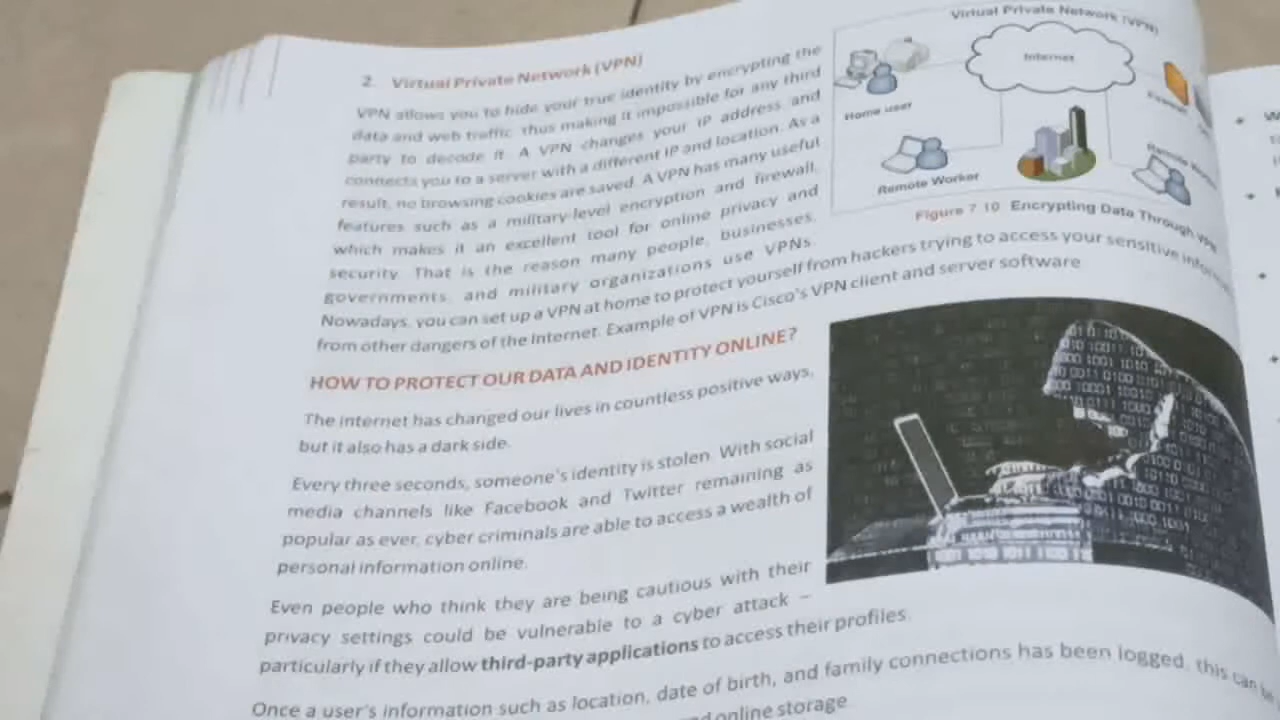 2. Virtual Private Network (VPN)
VPN allows you to hide your true identity by encrypting the
data and web traffic, thus making it impossible for any third
party to decode it. A VPN changes your IP address, and
connects you to a server with a different IP and location. As a
result, no browsing cookies are saved. A VPN has many useful
features such as a military-level encryption and firewall,
which makes it an excellent tool for online privacy and
security. That is the reason many people, businesses,
governments, and military organizations use VPNs.
Nowadays, you can set up a VPN at home to protect yourself from hackers trying to access your sensitive
from other dangers of the Internet. Example of VPN is Cisco's VPN client and server software
Virtual Private Network (VPN)
Internet
Home user
Remote Worker
Remote
Figure 7.10 Encrypting Data Through VPN
HOW TO PROTECT OUR DATA AND IDENTITY ONLINE?
The internet has changed our lives in countless positive ways,
but it also has a dark side.
Every three seconds, someone's identity is stolen. With social
media channels like Facebook and Twitter remaining as
popular as ever, cyber criminals are able to access a wealth of
personal information online.
Even people who think they are being cautious with their
privacy settings could be vulnerable to a cyber attack –
particularly if they allow third-party applications to access their profiles.
Once a user's information such as location, date of birth, and family connections has been logged, this can
online storage.